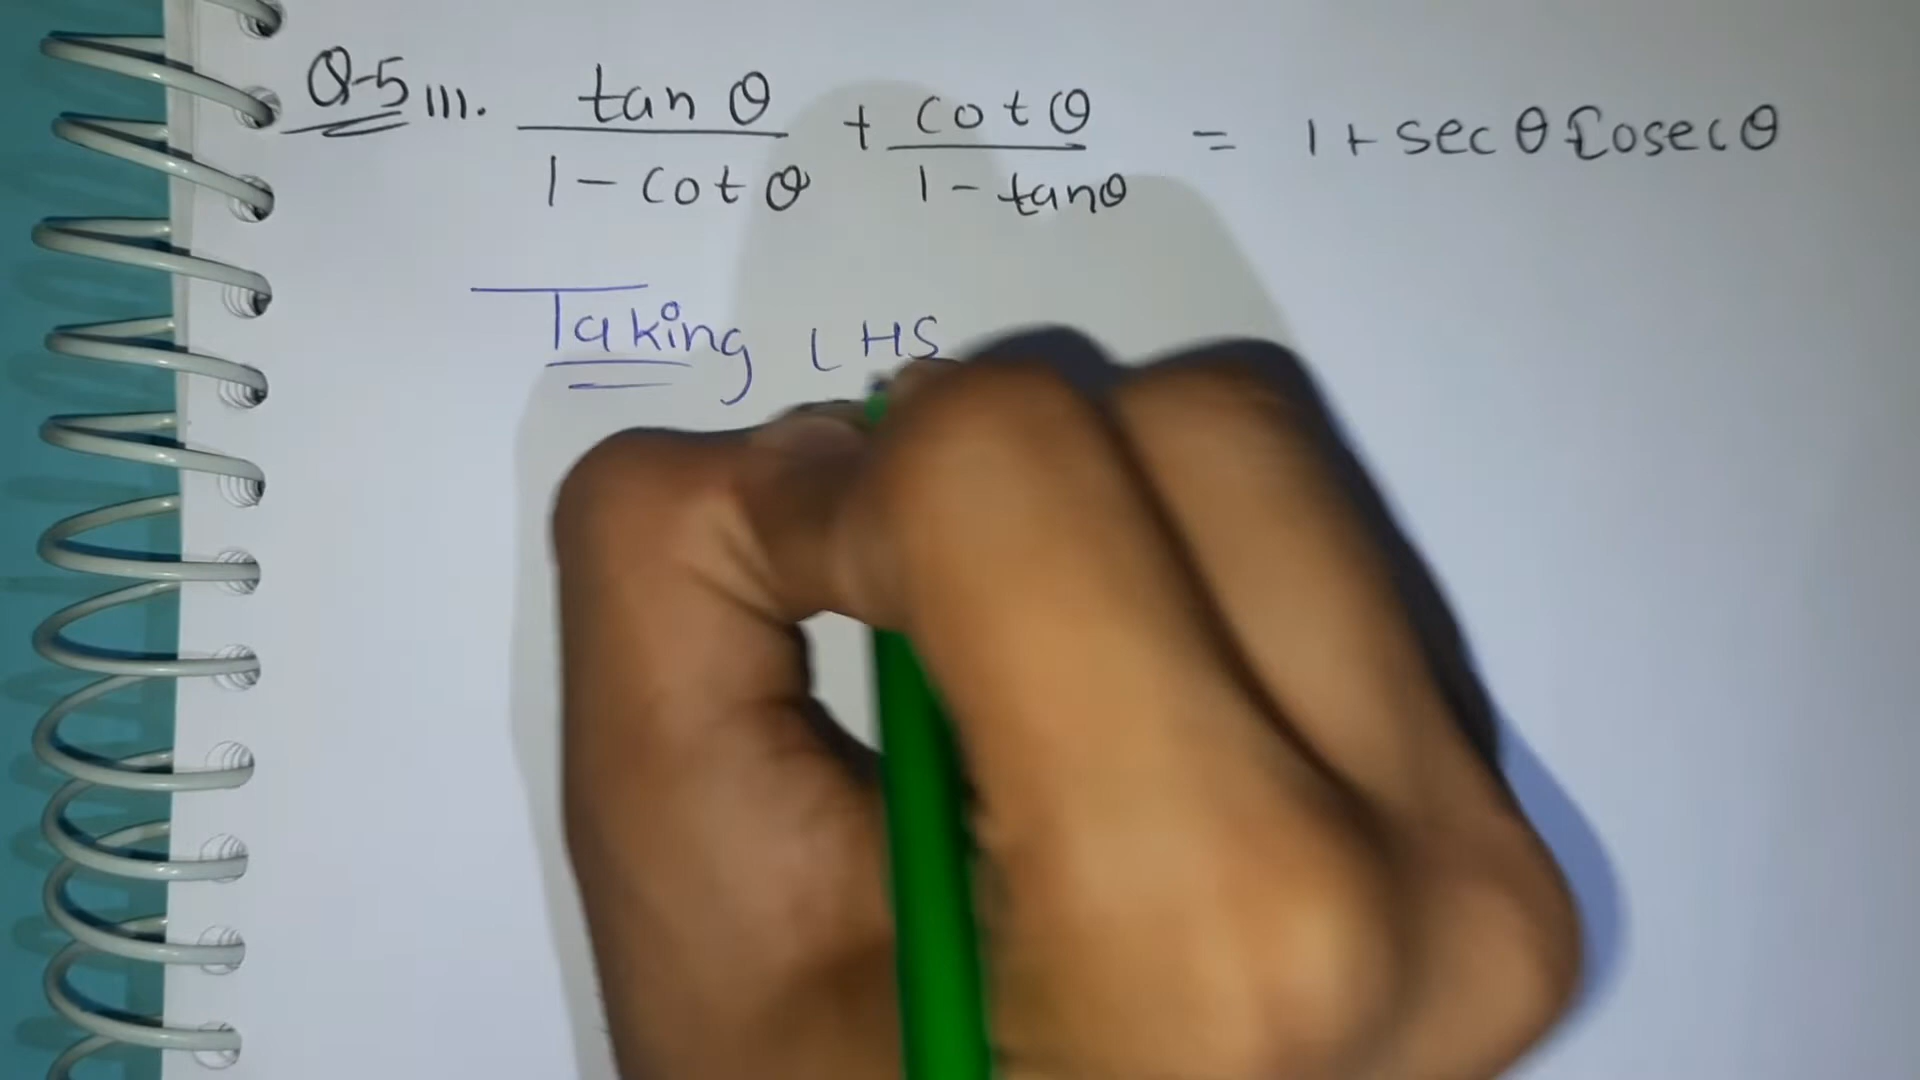 Q-5 III. tan θ / 1 - cot θ + cot θ / 1 - tan θ = 1 + sec θ cosec θ
Taking LHS